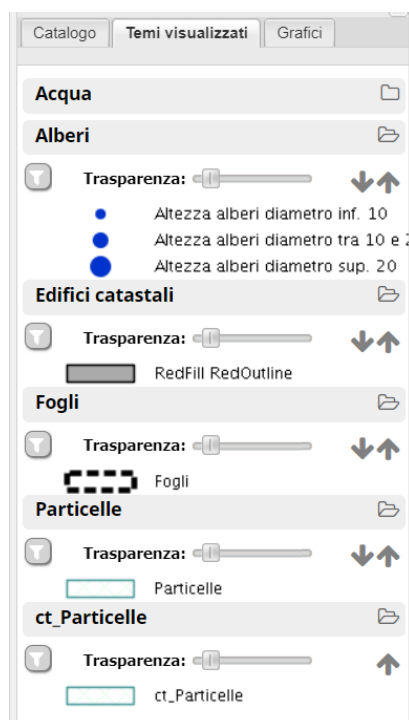 Catalogo Temi visualizzati Grafici
Acqua
Alberi
Trasparenza:
Altezza alberi diametro inf. 10
Altezza alberi diametro tra 10 e
Altezza alberi diametro sup. 20
Edifici catastali
Trasparenza:
RedFill RedOutline
Fogli
Trasparenza:
Fogli
Particelle
Trasparenza:
Particelle
ct_Particelle
Trasparenza:
ct_Particelle